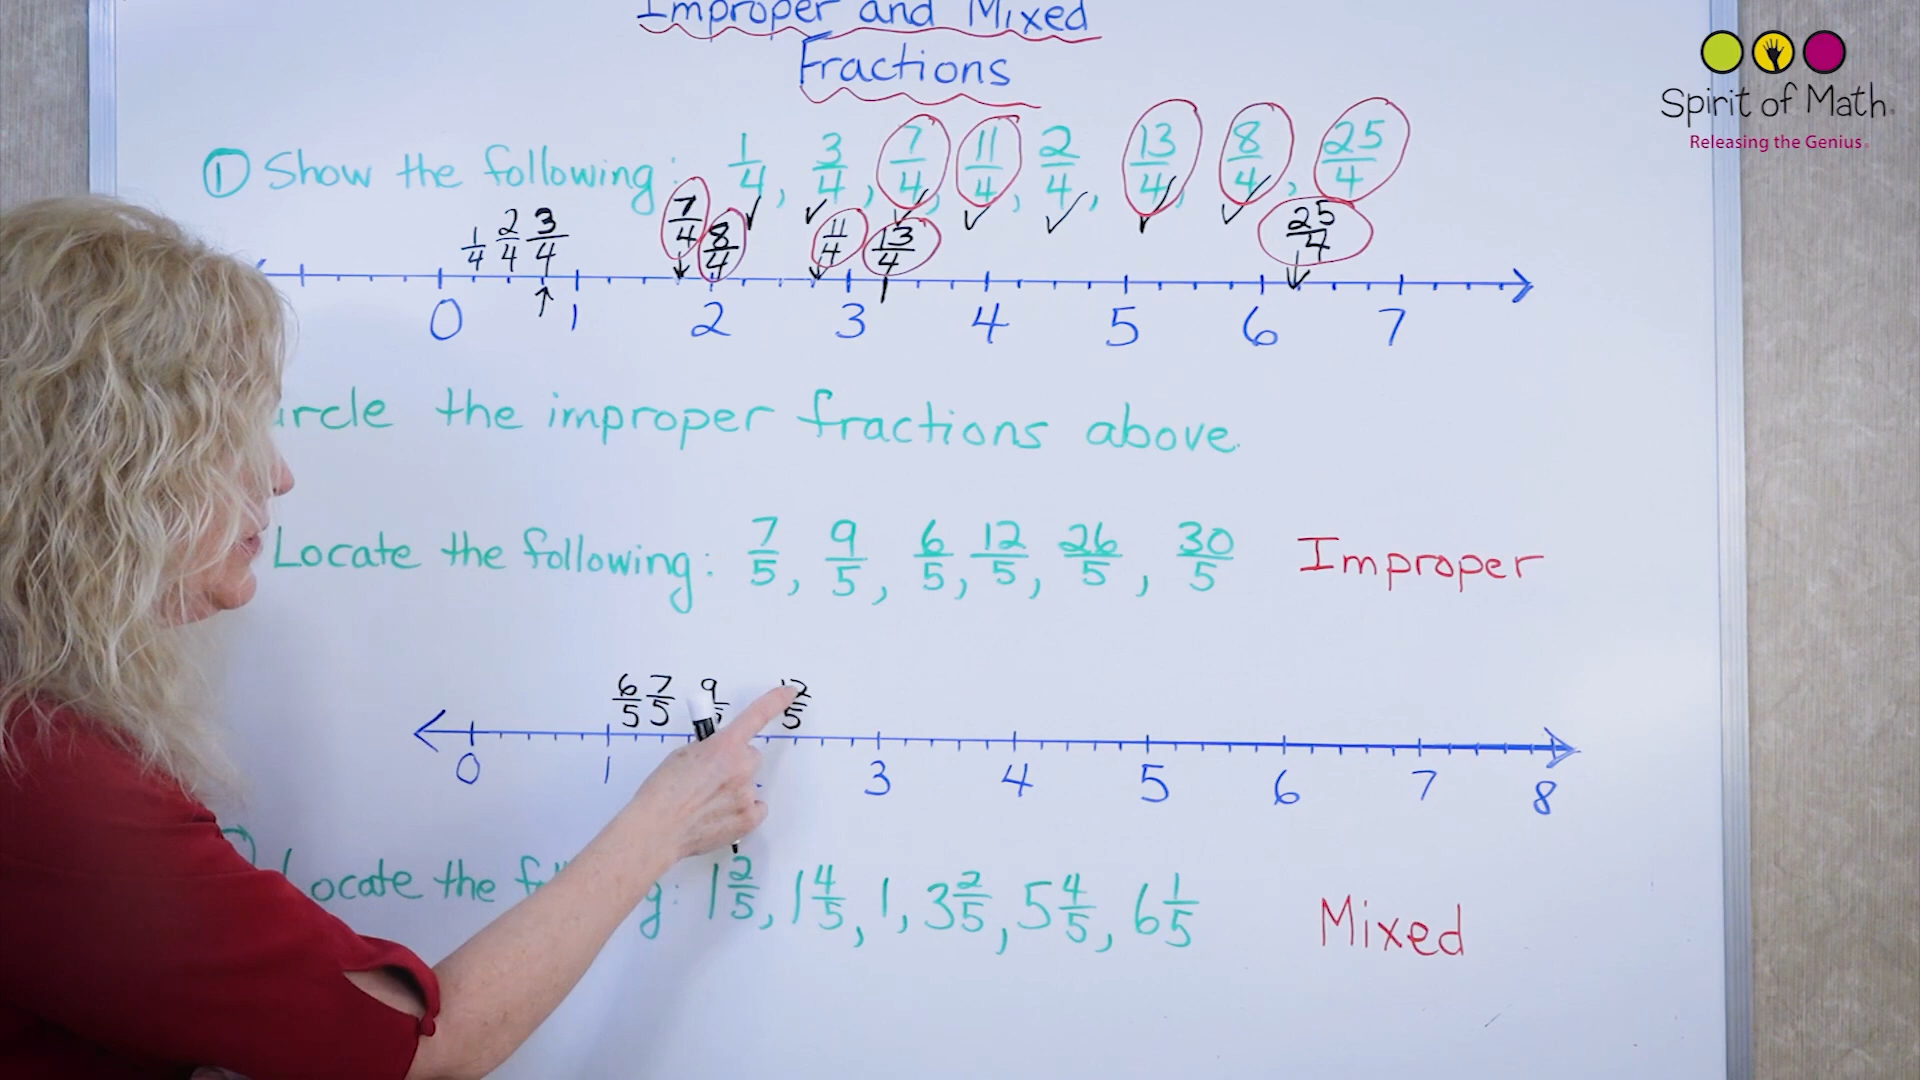 Improper and Mixed
Fractions
Spirit of Math
Releasing the Genius
① Show the following: 1/4, 3/4, 7/4, 11/4, 2/4, 13/4, 8/4, 25/4
1/4 2/4 3/4 7/4 8/4 11/4 13/4 25/4
0 1 2 3 4 5 6 7
the improper fractions above.
Locate the following: 7/5, 9/5, 6/5, 12/5, 26/5, 30/5 Improper
6/5 7/5 9 12/5
0 1 3 4 5 6 7 8
the 1 2/5, 1 4/5, 1, 3 2/5, 5 4/5, 6 1/5 Mixed